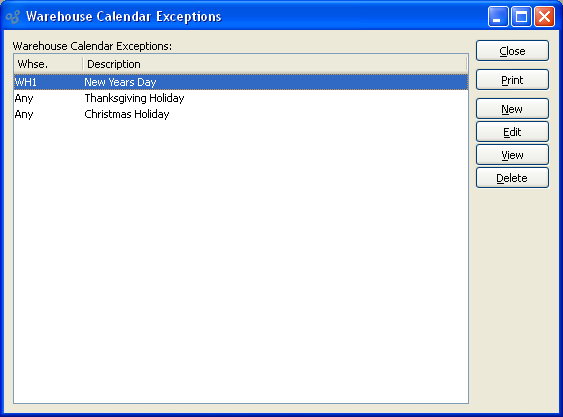 Warehouse Calendar Exceptions
Warehouse Calendar Exceptions:
Whse. Description
WH1 New Years Day
Any Thanksgiving Holiday
Any Christmas Holiday
Close
Print
New
Edit
View
Delete